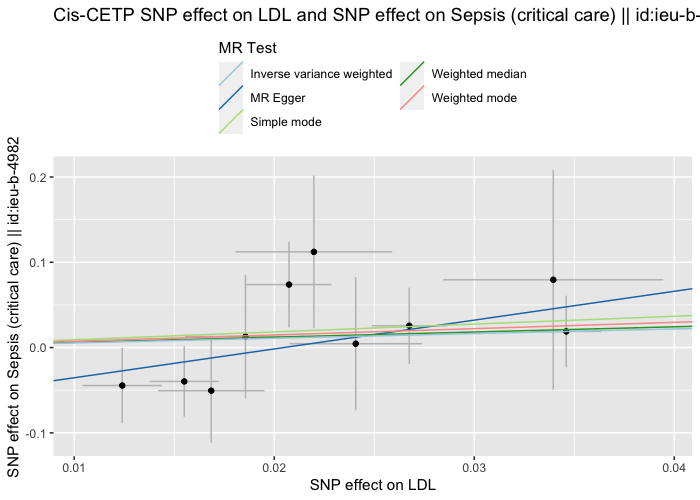 Cis-CETP SNP effect on LDL and SNP effect on Sepsis (critical care) || id:ieu-b-
MR Test
Inverse variance weighted
MR Egger
Simple mode
Weighted median
Weighted mode
SNP effect on Sepsis (critical care) || id:ieu-b-4982
0.2
0.1
0.0
-0.1
0.01
0.02
0.03
0.04
SNP effect on LDL